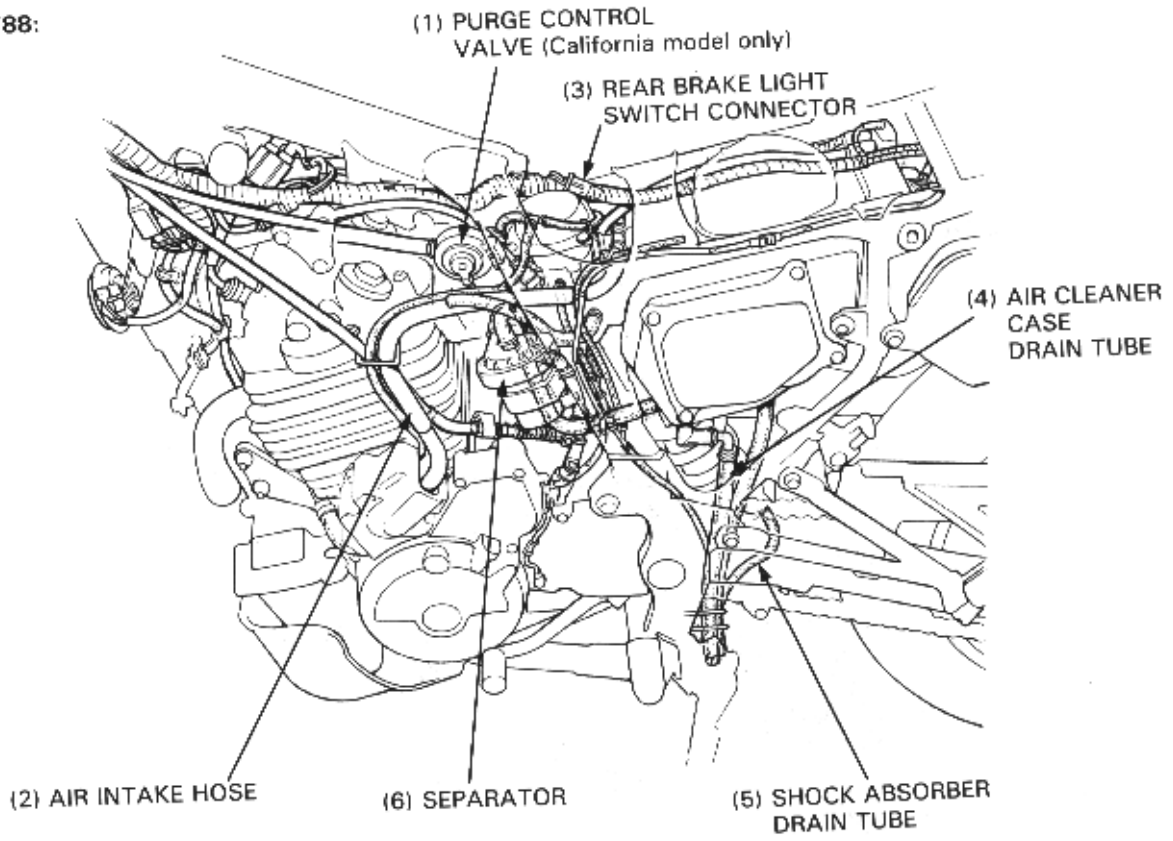 '88:
(1) PURGE CONTROL
VALVE (California model only)
(3) REAR BRAKE LIGHT
SWITCH CONNECTOR
(4) AIR CLEANER
CASE
DRAIN TUBE
(2) AIR INTAKE HOSE
(6) SEPARATOR
(5) SHOCK ABSORBER
DRAIN TUBE